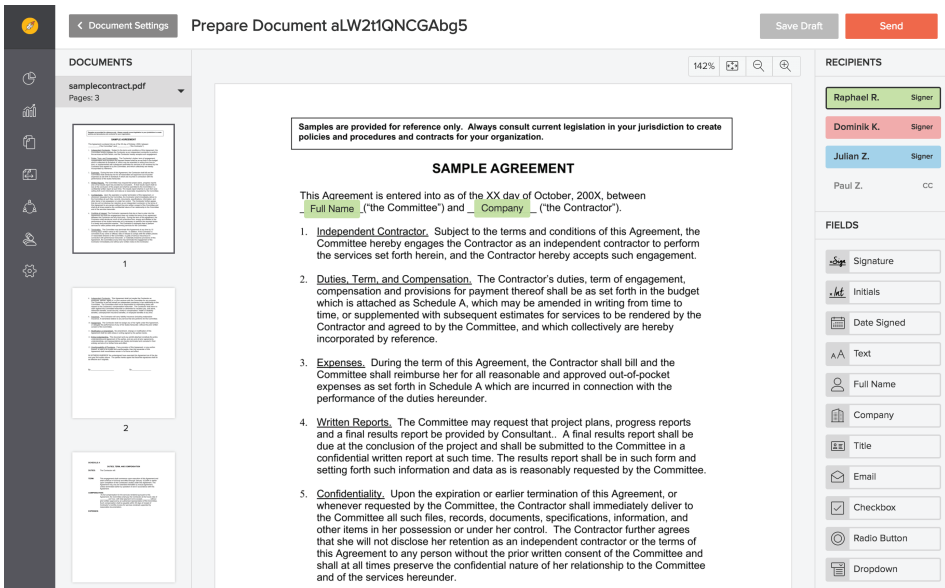 Document Settings
Prepare Document aLW2t1QNCGAbg5
Save Draft
Send
DOCUMENTS
samplecontract.pdf
Pages: 3
1
2
142%
Samples are provided for reference only. Always consult current legislation in your jurisdiction to create
policies and procedures and contracts for your organization.
SAMPLE AGREEMENT
This Agreement is entered into as of the XX day of October, 200X, between
_ Full Name _("the Committee") and _ Company _ ("the Contractor").
1. Independent Contractor. Subject to the terms and conditions of this Agreement, the
Committee hereby engages the Contractor as an independent contractor to perform
the services set forth herein, and the Contractor hereby accepts such engagement.
2. Duties, Term, and Compensation. The Contractor's duties, term of engagement,
compensation and provisions for payment thereof shall be as set forth in the budget
which is attached as Schedule A, which may be amended in writing from time to
time, or supplemented with subsequent estimates for services to be rendered by the
Contractor and agreed to by the Committee, and which collectively are hereby
incorporated by reference.
3. Expenses. During the term of this Agreement, the Contractor shall bill and the
Committee shall reimburse her for all reasonable and approved out-of-pocket
expenses as set forth in Schedule A which are incurred in connection with the
performance of the duties hereunder.
4. Written Reports. The Committee may request that project plans, progress reports
and a final results report be provided by Consultant.. A final results report shall be
due at the conclusion of the project and shall be submitted to the Committee in a
confidential written report at such time. The results report shall be in such form and
setting forth such information and data as is reasonably requested by the Committee.
5. Confidentiality. Upon the expiration or earlier termination of this Agreement, or
whenever requested by the Committee, the Contractor shall immediately deliver to
the Committee all such files, records, documents, specifications, information, and
other items in her possession or under her control. The Contractor further agrees
that she will not disclose her retention as an independent contractor or the terms of
this Agreement to any person without the prior written consent of the Committee and
shall at all times preserve the confidential nature of her relationship to the Committee
and of the services hereunder.
RECIPIENTS
Raphael R. Signer
Dominik K. Signer
Julian Z. Signer
Paul Z. CC
FIELDS
Signature
Initials
Date Signed
Text
Full Name
Company
Title
Email
Checkbox
Radio Button
Dropdown